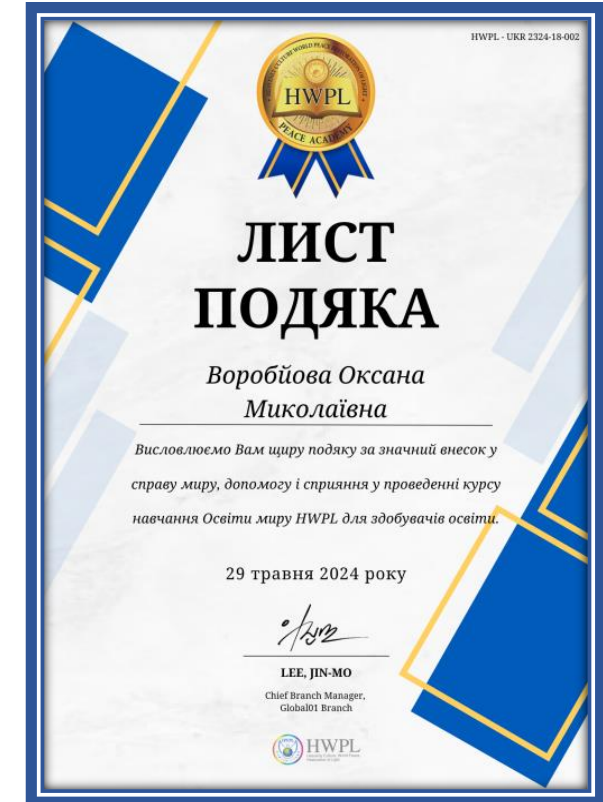 HWPL - UKR 2324-18-002
HWPL
PEACE ACADEMY
ЛИСТ
ПОДЯКА
Воробйова Оксана
Миколаївна
Висловлюємо Вам щиру подяку за значний внесок у
справу миру, допомогу і сприяння у проведенні курсу
навчання Освіти миру HWPL для здобувачів освіти.
29 травня 2024 року
LEE, JIN-MO
Chief Branch Manager,
Global01 Branch
HWPL